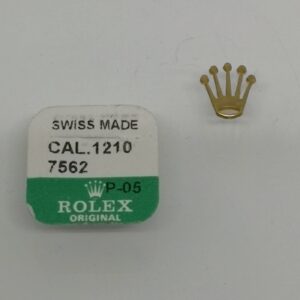 SWISS MADE
CAL.1210
7562
P-05
ROLEX
ORIGINAL